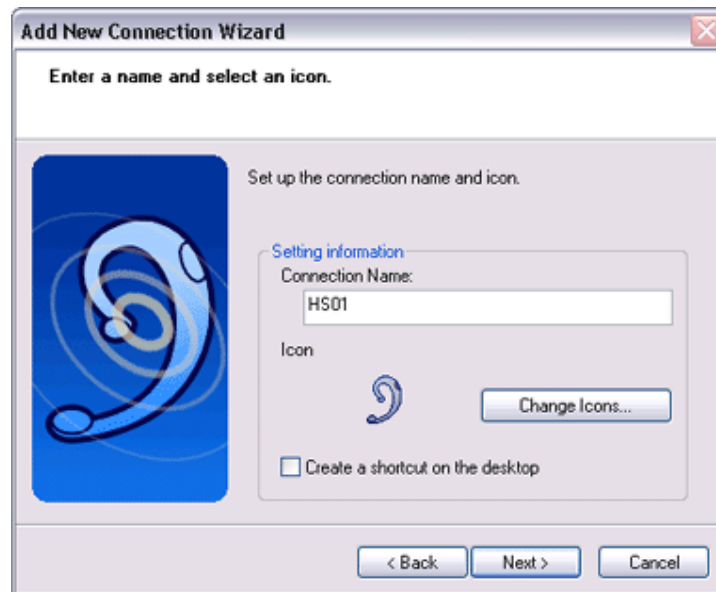 Add New Connection Wizard
Enter a name and select an icon.
Set up the connection name and icon.
Setting information
Connection Name:
HS01
Icon
Change Icons...
Create a shortcut on the desktop
< Back Next > Cancel